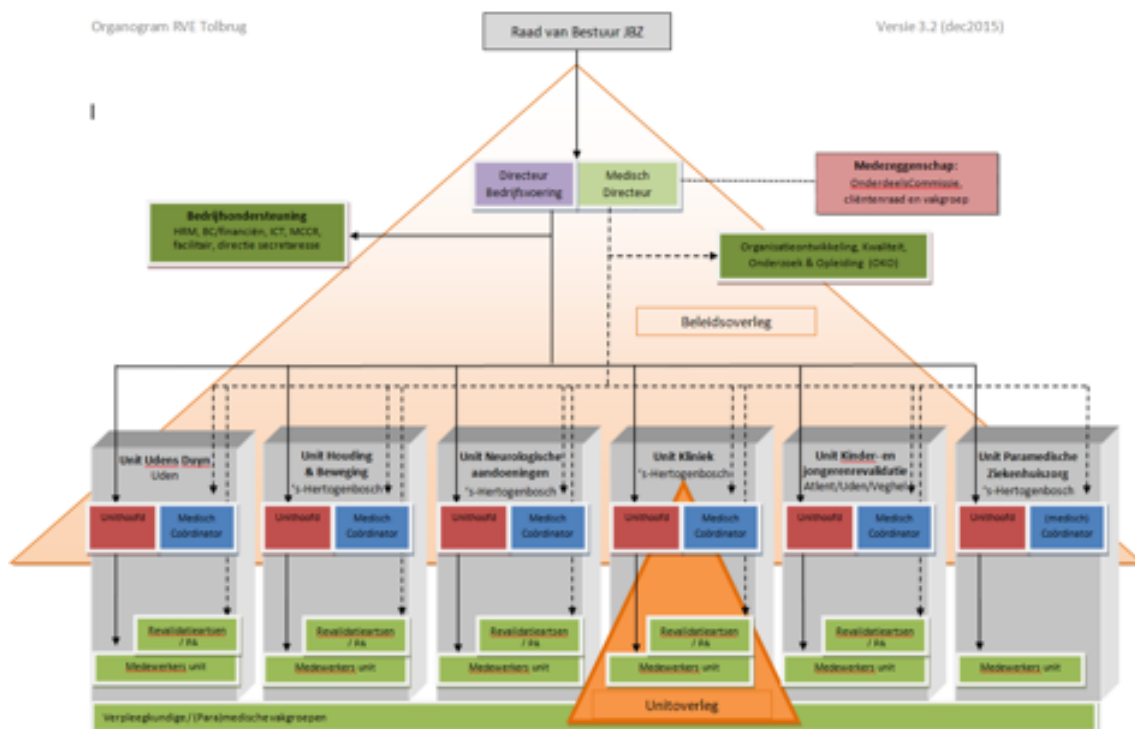 Organogram RVE Tolbrug
Versie 3.2 (dec2015)
Raad van Bestuur JBZ
Directeur
Bedrijfsvoering
Medisch
Directeur
Medezeggenschap:
OnderdeelsCommissie,
cliëntenraad en vakgroep
Bedrijfsondersteuning
HRM, BC/financiën, ICT, MCCR,
facilitair, directie secretaresse
Organisatieontwikkeling, Kwaliteit,
Onderzoek & Opleiding (OKO)
Beleidsoverleg
Unit Udens Duyn
Uden
Unit Houding
& Beweging
's-Hertogenbosch
Unit Neurologische
aandoeningen
's-Hertogenbosch
Unit Kliniek
's-Hertogenbosch
Unit Kinder- en
jongerenrevalidatie
Atlent/Uden/Veghel
Unit Paramedische
Ziekenhuiszorg
's-Hertogenbosch
Unithoofd
Medisch
Coördinator
Unithoofd
Medisch
Coördinator
Unithoofd
Medisch
Coördinator
Unithoofd
Medisch
Coördinator
Unithoofd
Medisch
Coördinator
Unithoofd
(medisch)
Coördinator
Revalidatieartsen
/ PA
Medewerkers unit
Revalidatieartsen
/ PA
Medewerkers unit
Revalidatieartsen
/ PA
Medewerkers unit
Revalidatieartsen
/ PA
Medewerkers unit
Revalidatieartsen
/ PA
Medewerkers unit
Medewerkers unit
Unitoverleg
Verpleegkundige/(Para)medische vakgroepen